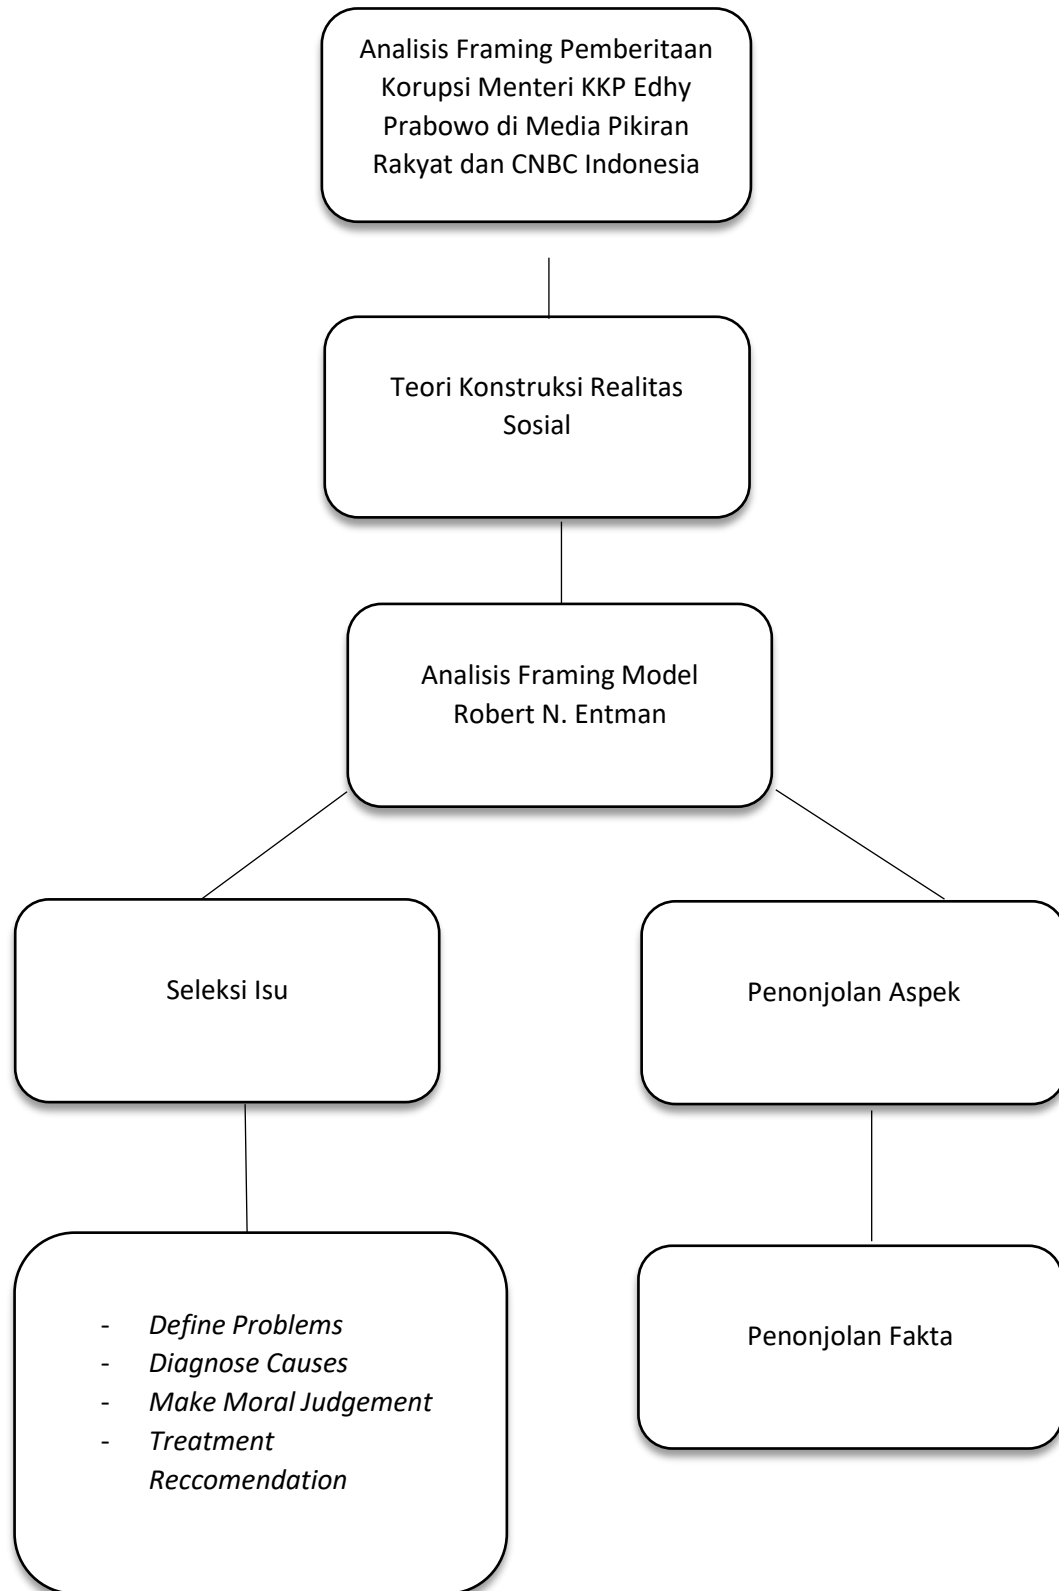 Analisis Framing Pemberitaan
Korupsi Menteri KKP Edhy
Prabowo di Media Pikiran
Rakyat dan CNBC Indonesia
Teori Konstruksi Realitas
Sosial
Analisis Framing Model
Robert N. Entman
Seleksi Isu
Penonjolan Aspek
- Define Problems
- Diagnose Causes
- Make Moral Judgement
- Treatment
Reccomendation
Penonjolan Fakta